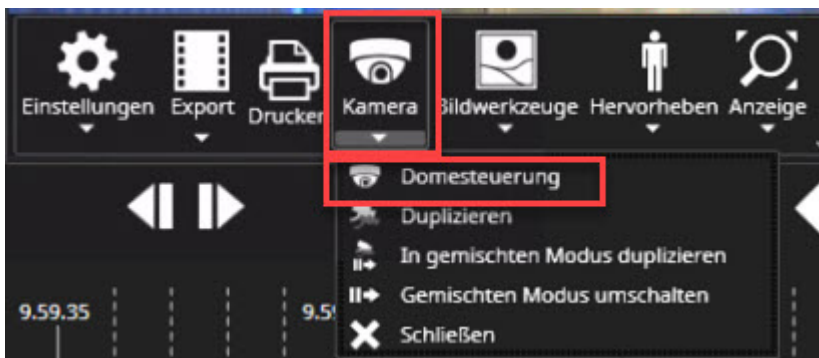 Einstellungen Export Drucken Kamera Bildwerkzeuge Hervorheben Anzeige
Domesteuerung
Duplizieren
In gemischten Modus duplizieren
9.59.35
Gemischten Modus umschalten
Schließen